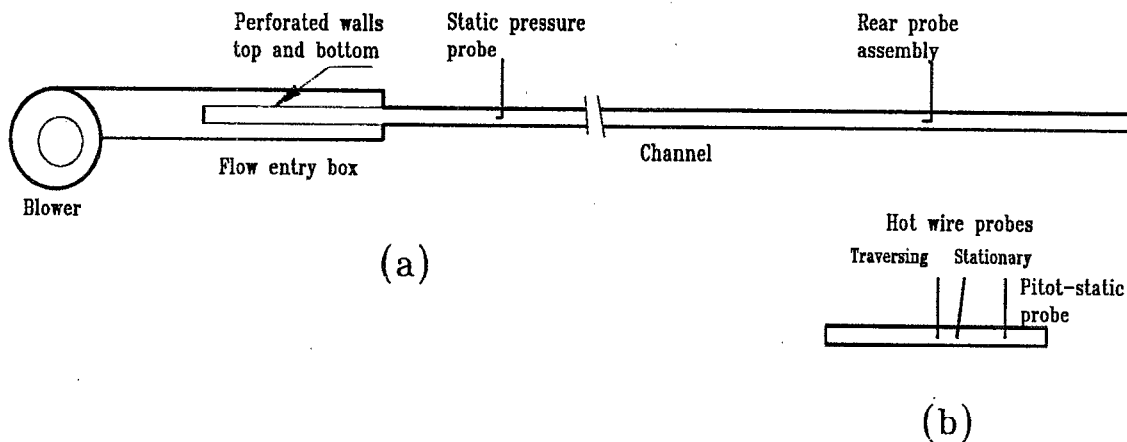 Perforated walls
top and bottom
Static pressure
probe
Rear probe
assembly
Flow entry box
Channel
Blower
(a)
Hot wire probes
Traversing
Stationary
Pitot-static
probe
(b)